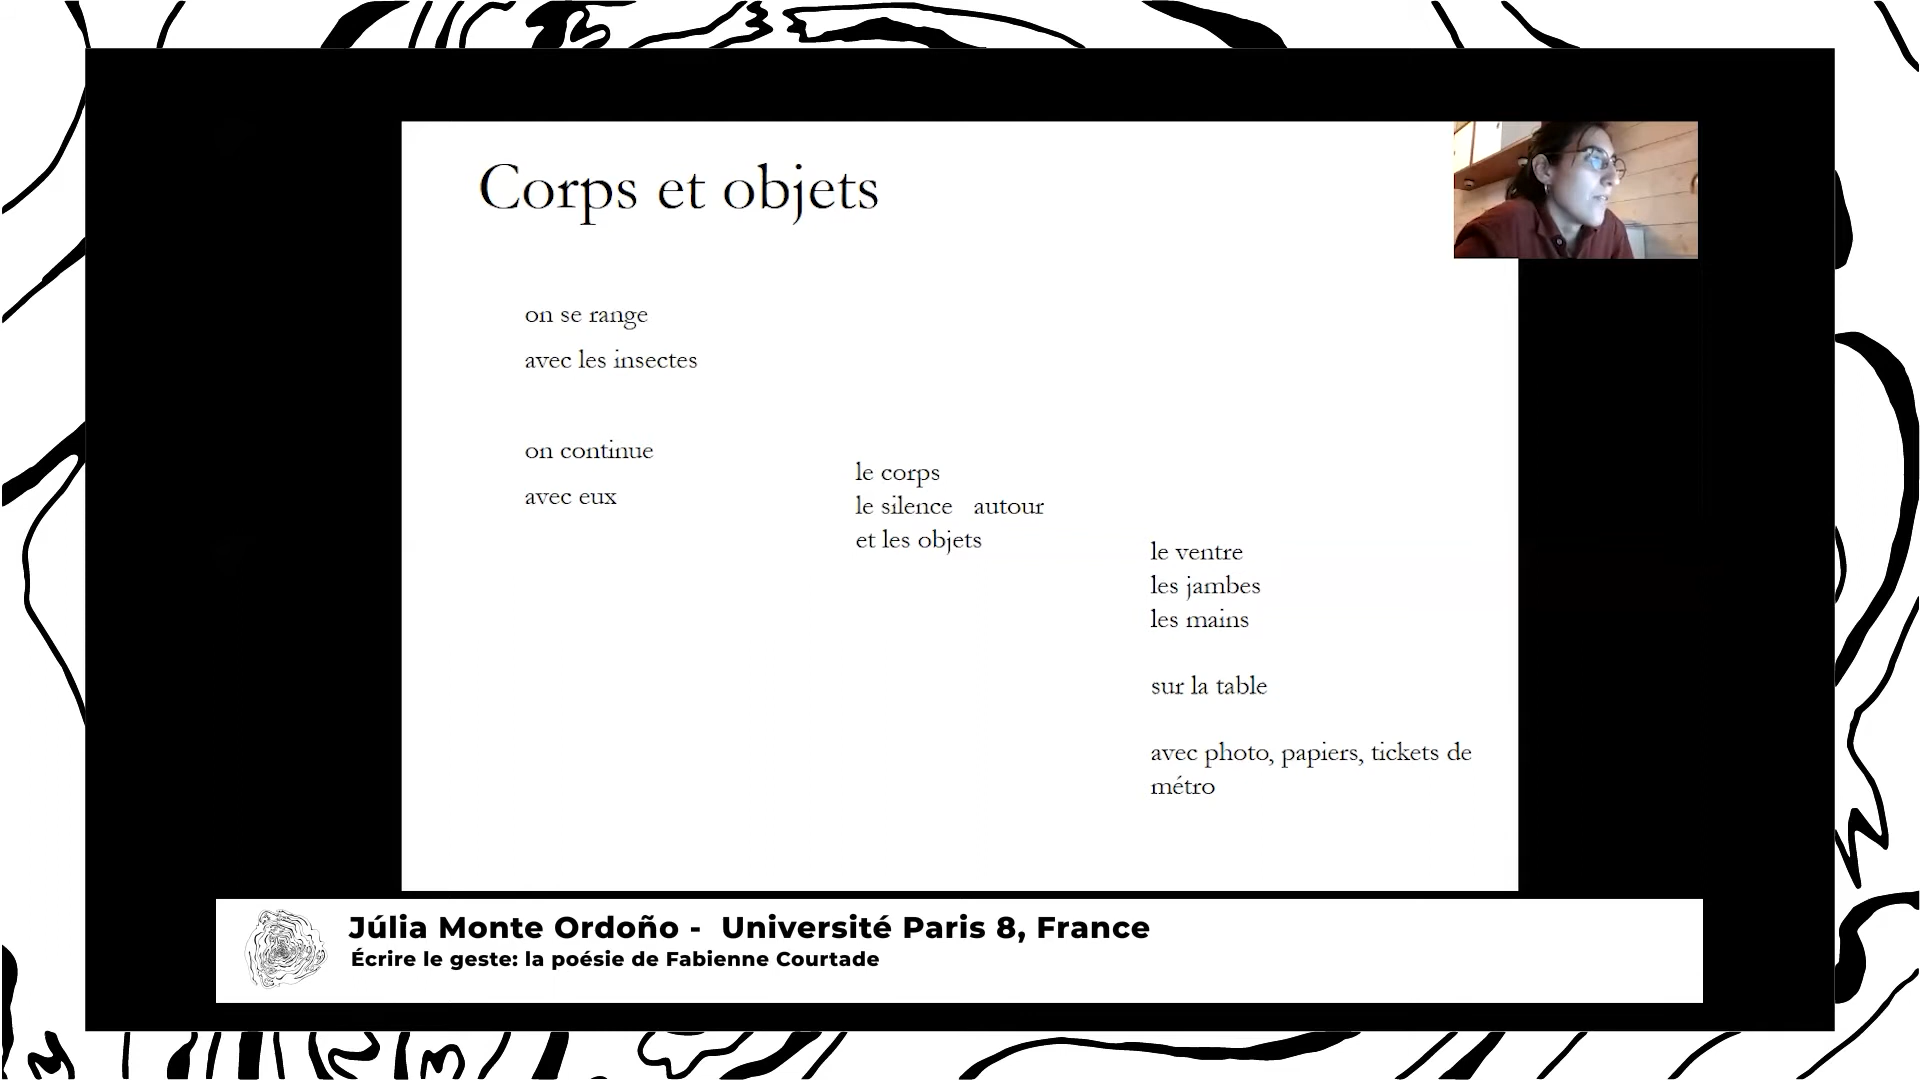 Corps et objets
on se range
avec les insectes
on continue
avec eux
le corps
le silence autour
et les objets
le ventre
les jambes
les mains
sur la table
avec photo, papiers, tickets de
métro
Júlia Monte Ordoño - Université Paris 8, France
Écrire le geste: la poésie de Fabienne Courtade